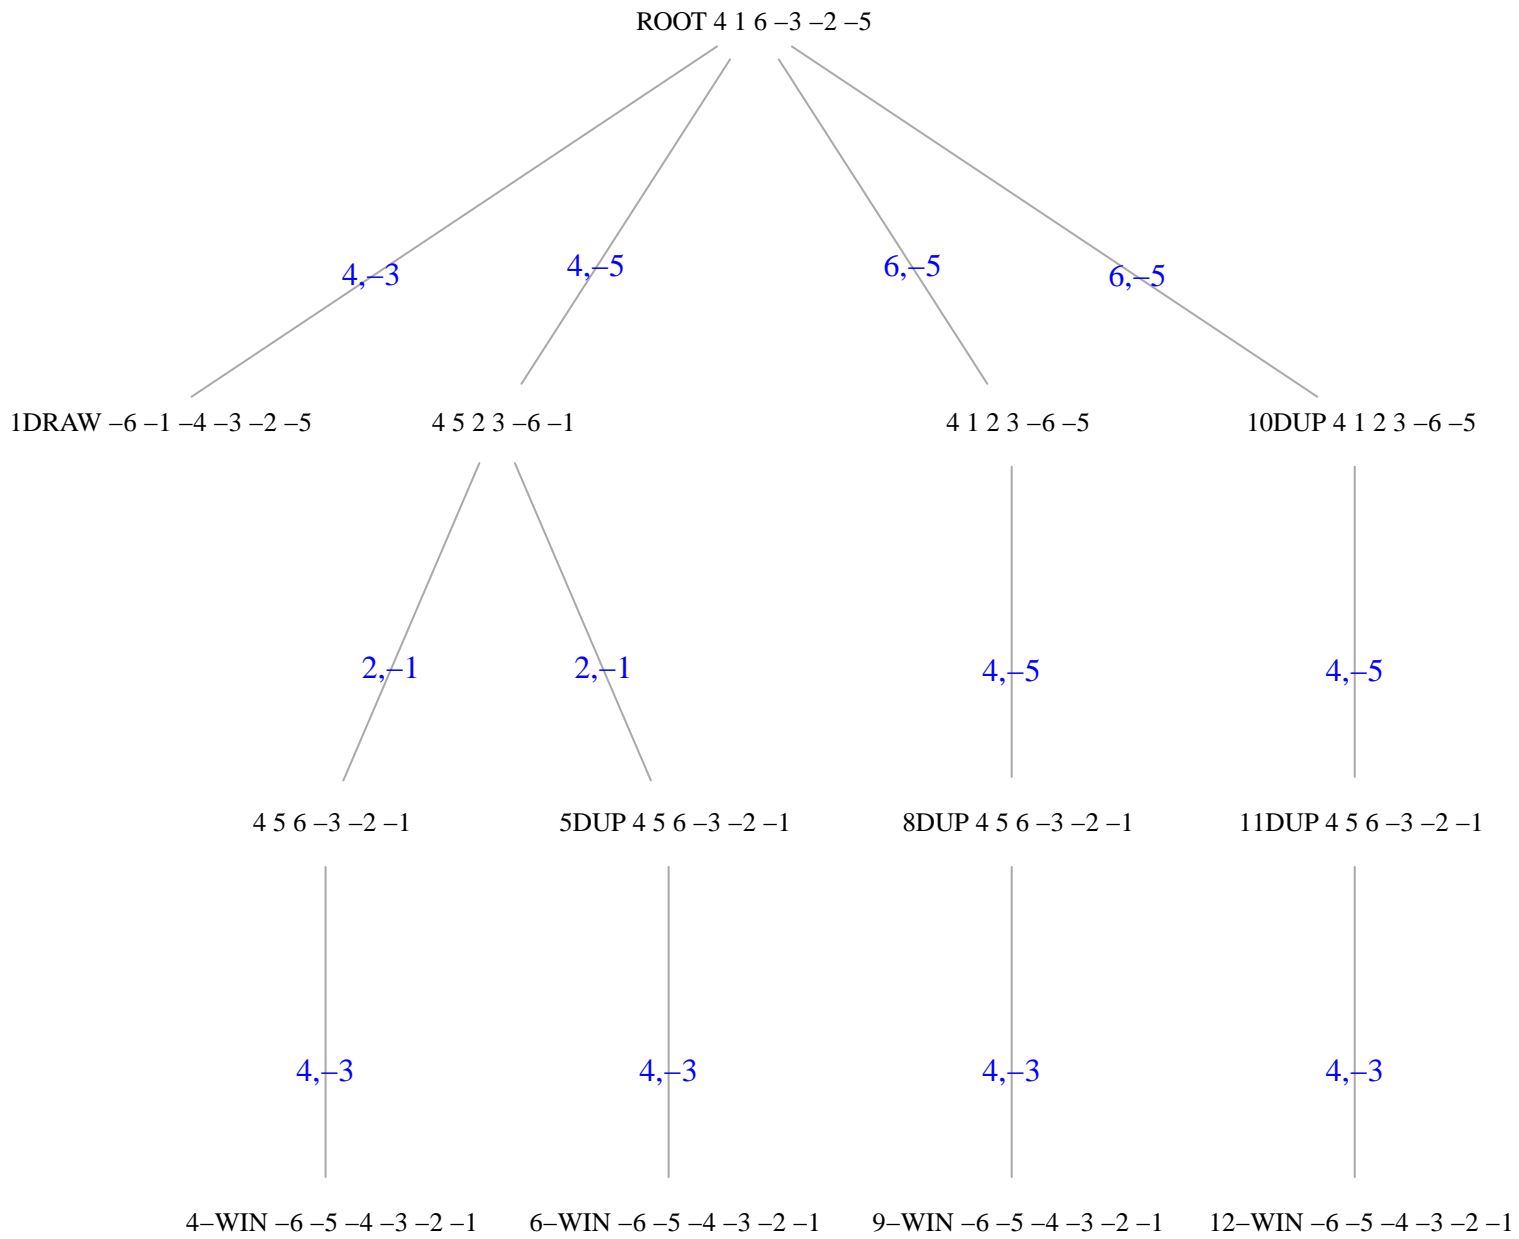 ROOT 4 1 6 –3 –2 –5
4,–3
4,–5
6,–5
6,–5
1DRAW –6 –1 –4 –3 –2 –5
4 5 2 3 –6 –1
4 1 2 3 –6 –5
10DUP 4 1 2 3 –6 –5
2,–1
2,–1
4,–5
4,–5
4 5 6 –3 –2 –1
5DUP 4 5 6 –3 –2 –1
8DUP 4 5 6 –3 –2 –1
11DUP 4 5 6 –3 –2 –1
4,–3
4,–3
4,–3
4,–3
4–WIN –6 –5 –4 –3 –2 –1
6–WIN –6 –5 –4 –3 –2 –1
9–WIN –6 –5 –4 –3 –2 –1
12–WIN –6 –5 –4 –3 –2 –1